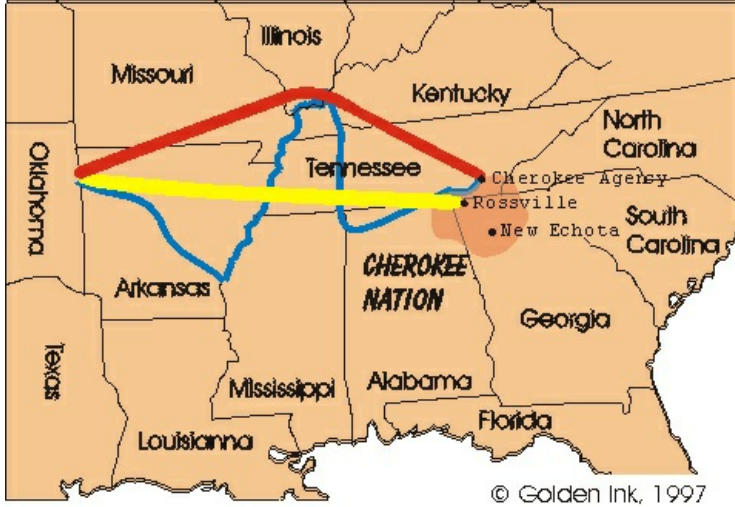 Illinois
Missouri
Kentucky
North
Carolina
Oklahoma
Tennessee
Cherokee Agency
Rossville
South
Carolina
New Echota
CHEROKEE
NATION
Arkansas
Georgia
Texas
Mississippi
Alabama
Florida
Louisianna
© Golden Ink, 1997